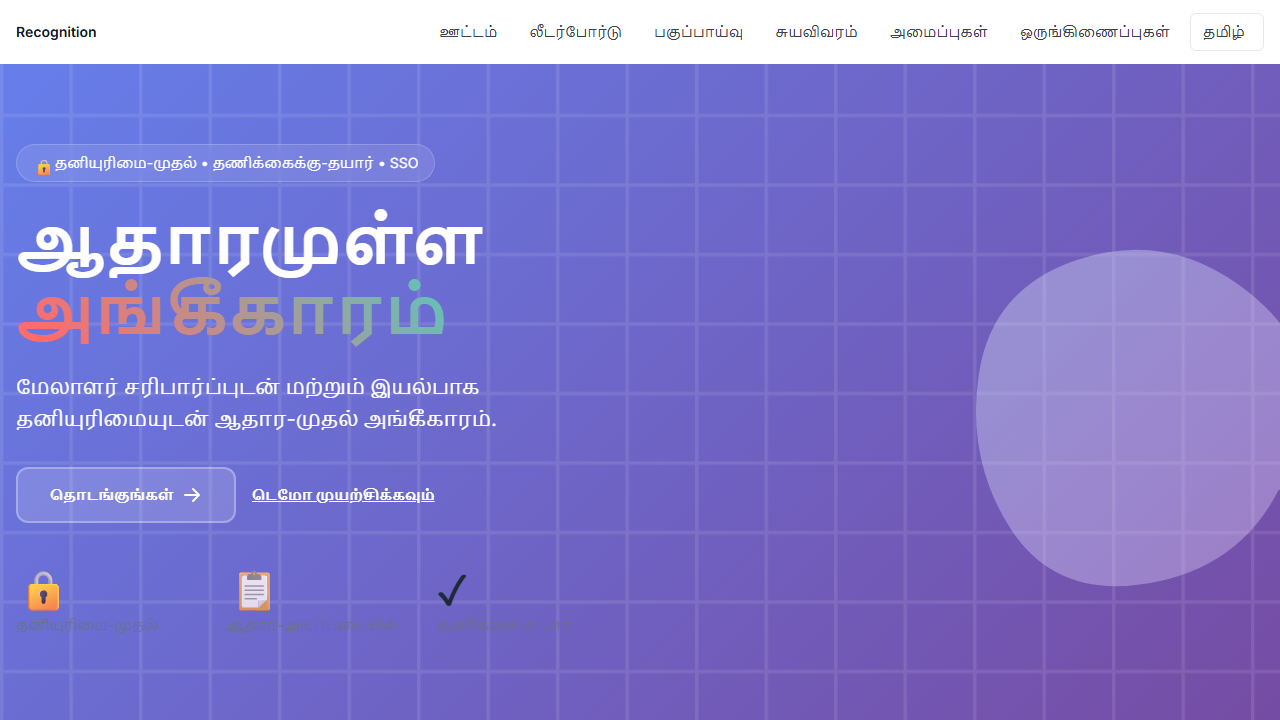 Recognition
ஊட்டம்
லீடர்போர்டு
பகுப்பாய்வு
சுயவிவரம்
அமைப்புகள்
ஒருங்கிணைப்புகள்
தமிழ்
தனியுரிமை-முதல் • தணிக்கைக்கு-தயார் • SSO
ஆதாரமுள்ள
அங்கீகாரம்
மேலாளர் சரிபார்ப்புடன் மற்றும் இயல்பாக
தனியுரிமையுடன் ஆதார-முதல் அங்கீகாரம்.
தொடங்குங்கள்
டெமோ முயற்சிக்கவும்
தனியுரிமை-முதல்